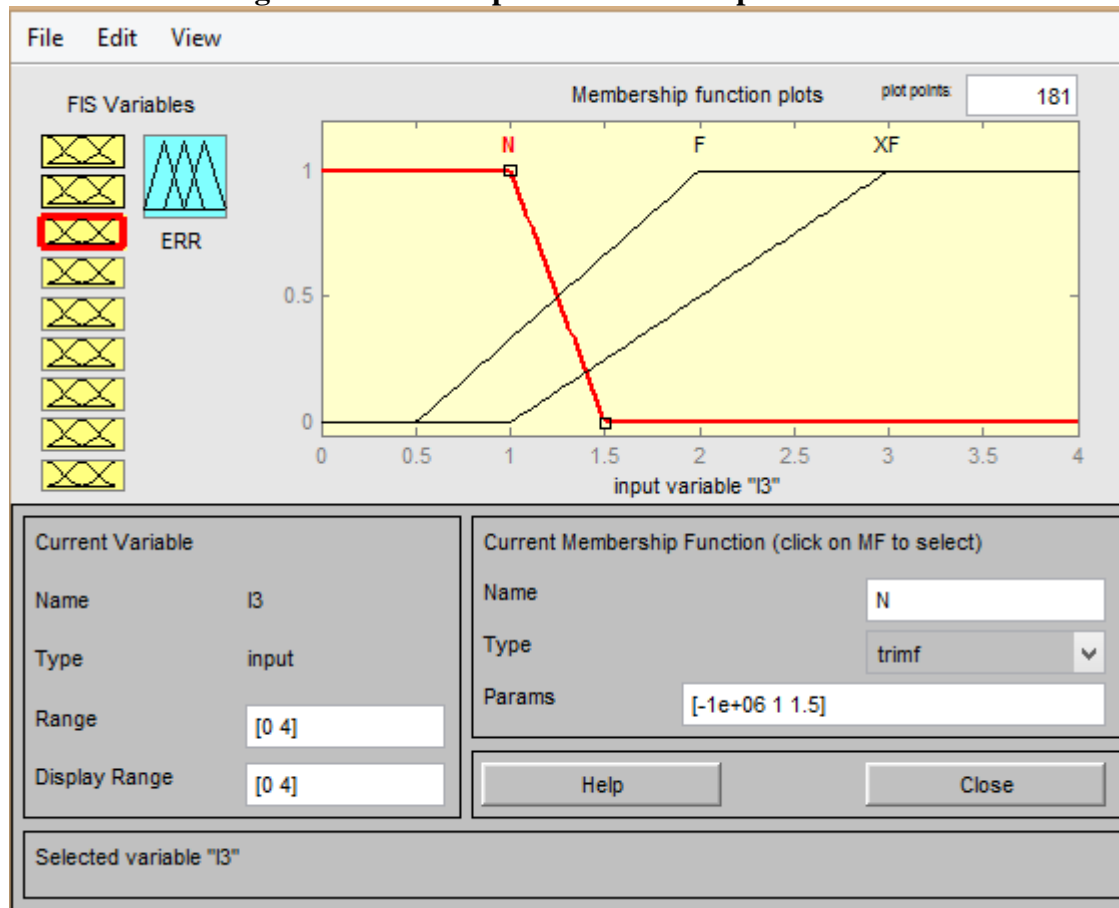 File Edit View
FIS Variables
Membership function plots
plot points:
181
ERR
N F XF
1
0.5
0
0 0.5 1 1.5 2 2.5 3 3.5 4
input variable "I3"
Current Variable
Name I3
Type input
Range [0 4]
Display Range [0 4]
Current Membership Function (click on MF to select)
Name N
Type trimf
Params [-1e+06 1 1.5]
Help Close
Selected variable "I3"